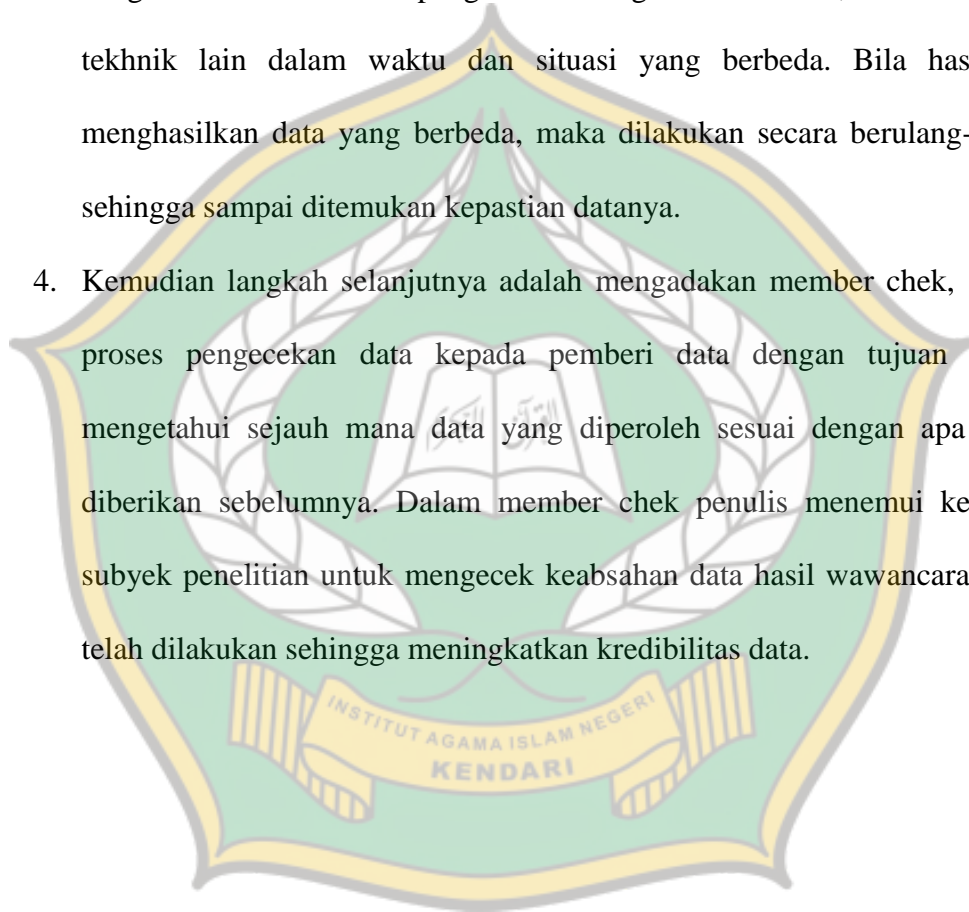 tekhnik lain dalam waktu dan situasi yang berbeda. Bila has
menghasilkan data yang berbeda, maka dilakukan secara berulang-
sehingga sampai ditemukan kepastian datanya.
4. Kemudian langkah selanjutnya adalah mengadakan member chek,
proses pengecekan data kepada pemberi data dengan tujuan
mengetahui sejauh mana data yang diperoleh sesuai dengan apa
diberikan sebelumnya. Dalam member chek penulis menemui ke
subyek penelitian untuk mengecek keabsahan data hasil wawancara
telah dilakukan sehingga meningkatkan kredibilitas data.
INSTITUT AGAMA ISLAM NEGERI
KENDARI